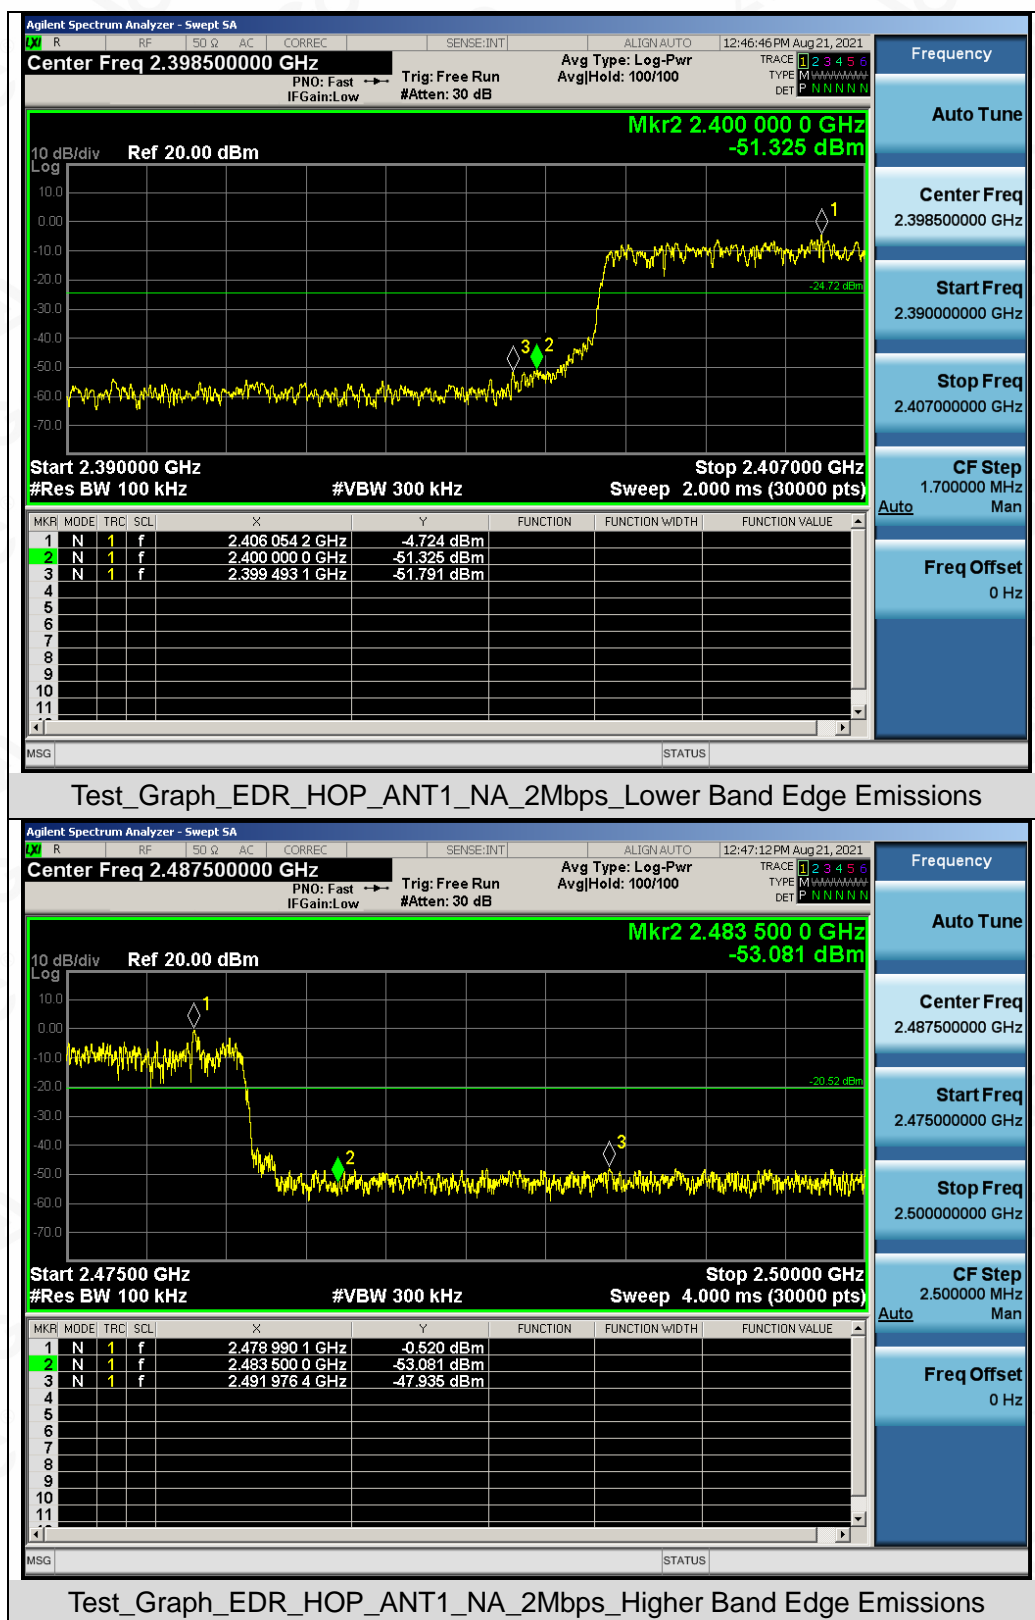 Agilent Spectrum Analyzer - Swept SA
LXI R RF 50 Ω AC CORREC SENSE:INT ALIGN AUTO 12:46:46 PM Aug 21, 2021
Center Freq 2.398500000 GHz
PNO: Fast
IFGain:Low
Trig: Free Run
#Atten: 30 dB
Avg Type: Log-Pwr
Avg|Hold: 100/100
TRACE 1 2 3 4 5 6
TYPE M
DET P N N N N N
Mkr2 2.400 000 0 GHz
-51.325 dBm
10 dB/div Ref 20.00 dBm
Log
10.0
0.00
-10.0
-20.0
-30.0
-40.0
-50.0
-60.0
-70.0
1
-24.72 dBm
3 2
Start 2.390000 GHz Stop 2.407000 GHz
#Res BW 100 kHz #VBW 300 kHz Sweep 2.000 ms (30000 pts)
MKR MODE TRC SCL X Y FUNCTION FUNCTION WIDTH FUNCTION VALUE
1 N 1 f 2.406 054 2 GHz -4.724 dBm
2 N 1 f 2.400 000 0 GHz -51.325 dBm
3 N 1 f 2.399 493 1 GHz -51.791 dBm
4
5
6
7
8
9
10
11
MSG STATUS
Frequency
Auto Tune
Center Freq
2.398500000 GHz
Start Freq
2.390000000 GHz
Stop Freq
2.407000000 GHz
CF Step
1.700000 MHz
Auto Man
Freq Offset
0 Hz
Test_Graph_EDR_HOP_ANT1_NA_2Mbps_Lower Band Edge Emissions
Agilent Spectrum Analyzer - Swept SA
LXI R RF 50 Ω AC CORREC SENSE:INT ALIGN AUTO 12:47:12 PM Aug 21, 2021
Center Freq 2.487500000 GHz
PNO: Fast
IFGain:Low
Trig: Free Run
#Atten: 30 dB
Avg Type: Log-Pwr
Avg|Hold: 100/100
TRACE 1 2 3 4 5 6
TYPE M
DET P N N N N N
Mkr2 2.483 500 0 GHz
-53.081 dBm
10 dB/div Ref 20.00 dBm
Log
10.0
0.00
-10.0
-20.0
-30.0
-40.0
-50.0
-60.0
-70.0
1
-20.52 dBm
2
3
Start 2.47500 GHz Stop 2.50000 GHz
#Res BW 100 kHz #VBW 300 kHz Sweep 4.000 ms (30000 pts)
MKR MODE TRC SCL X Y FUNCTION FUNCTION WIDTH FUNCTION VALUE
1 N 1 f 2.478 990 1 GHz -0.520 dBm
2 N 1 f 2.483 500 0 GHz -53.081 dBm
3 N 1 f 2.491 976 4 GHz -47.935 dBm
4
5
6
7
8
9
10
11
MSG STATUS
Frequency
Auto Tune
Center Freq
2.487500000 GHz
Start Freq
2.475000000 GHz
Stop Freq
2.500000000 GHz
CF Step
2.500000 MHz
Auto Man
Freq Offset
0 Hz
Test_Graph_EDR_HOP_ANT1_NA_2Mbps_Higher Band Edge Emissions